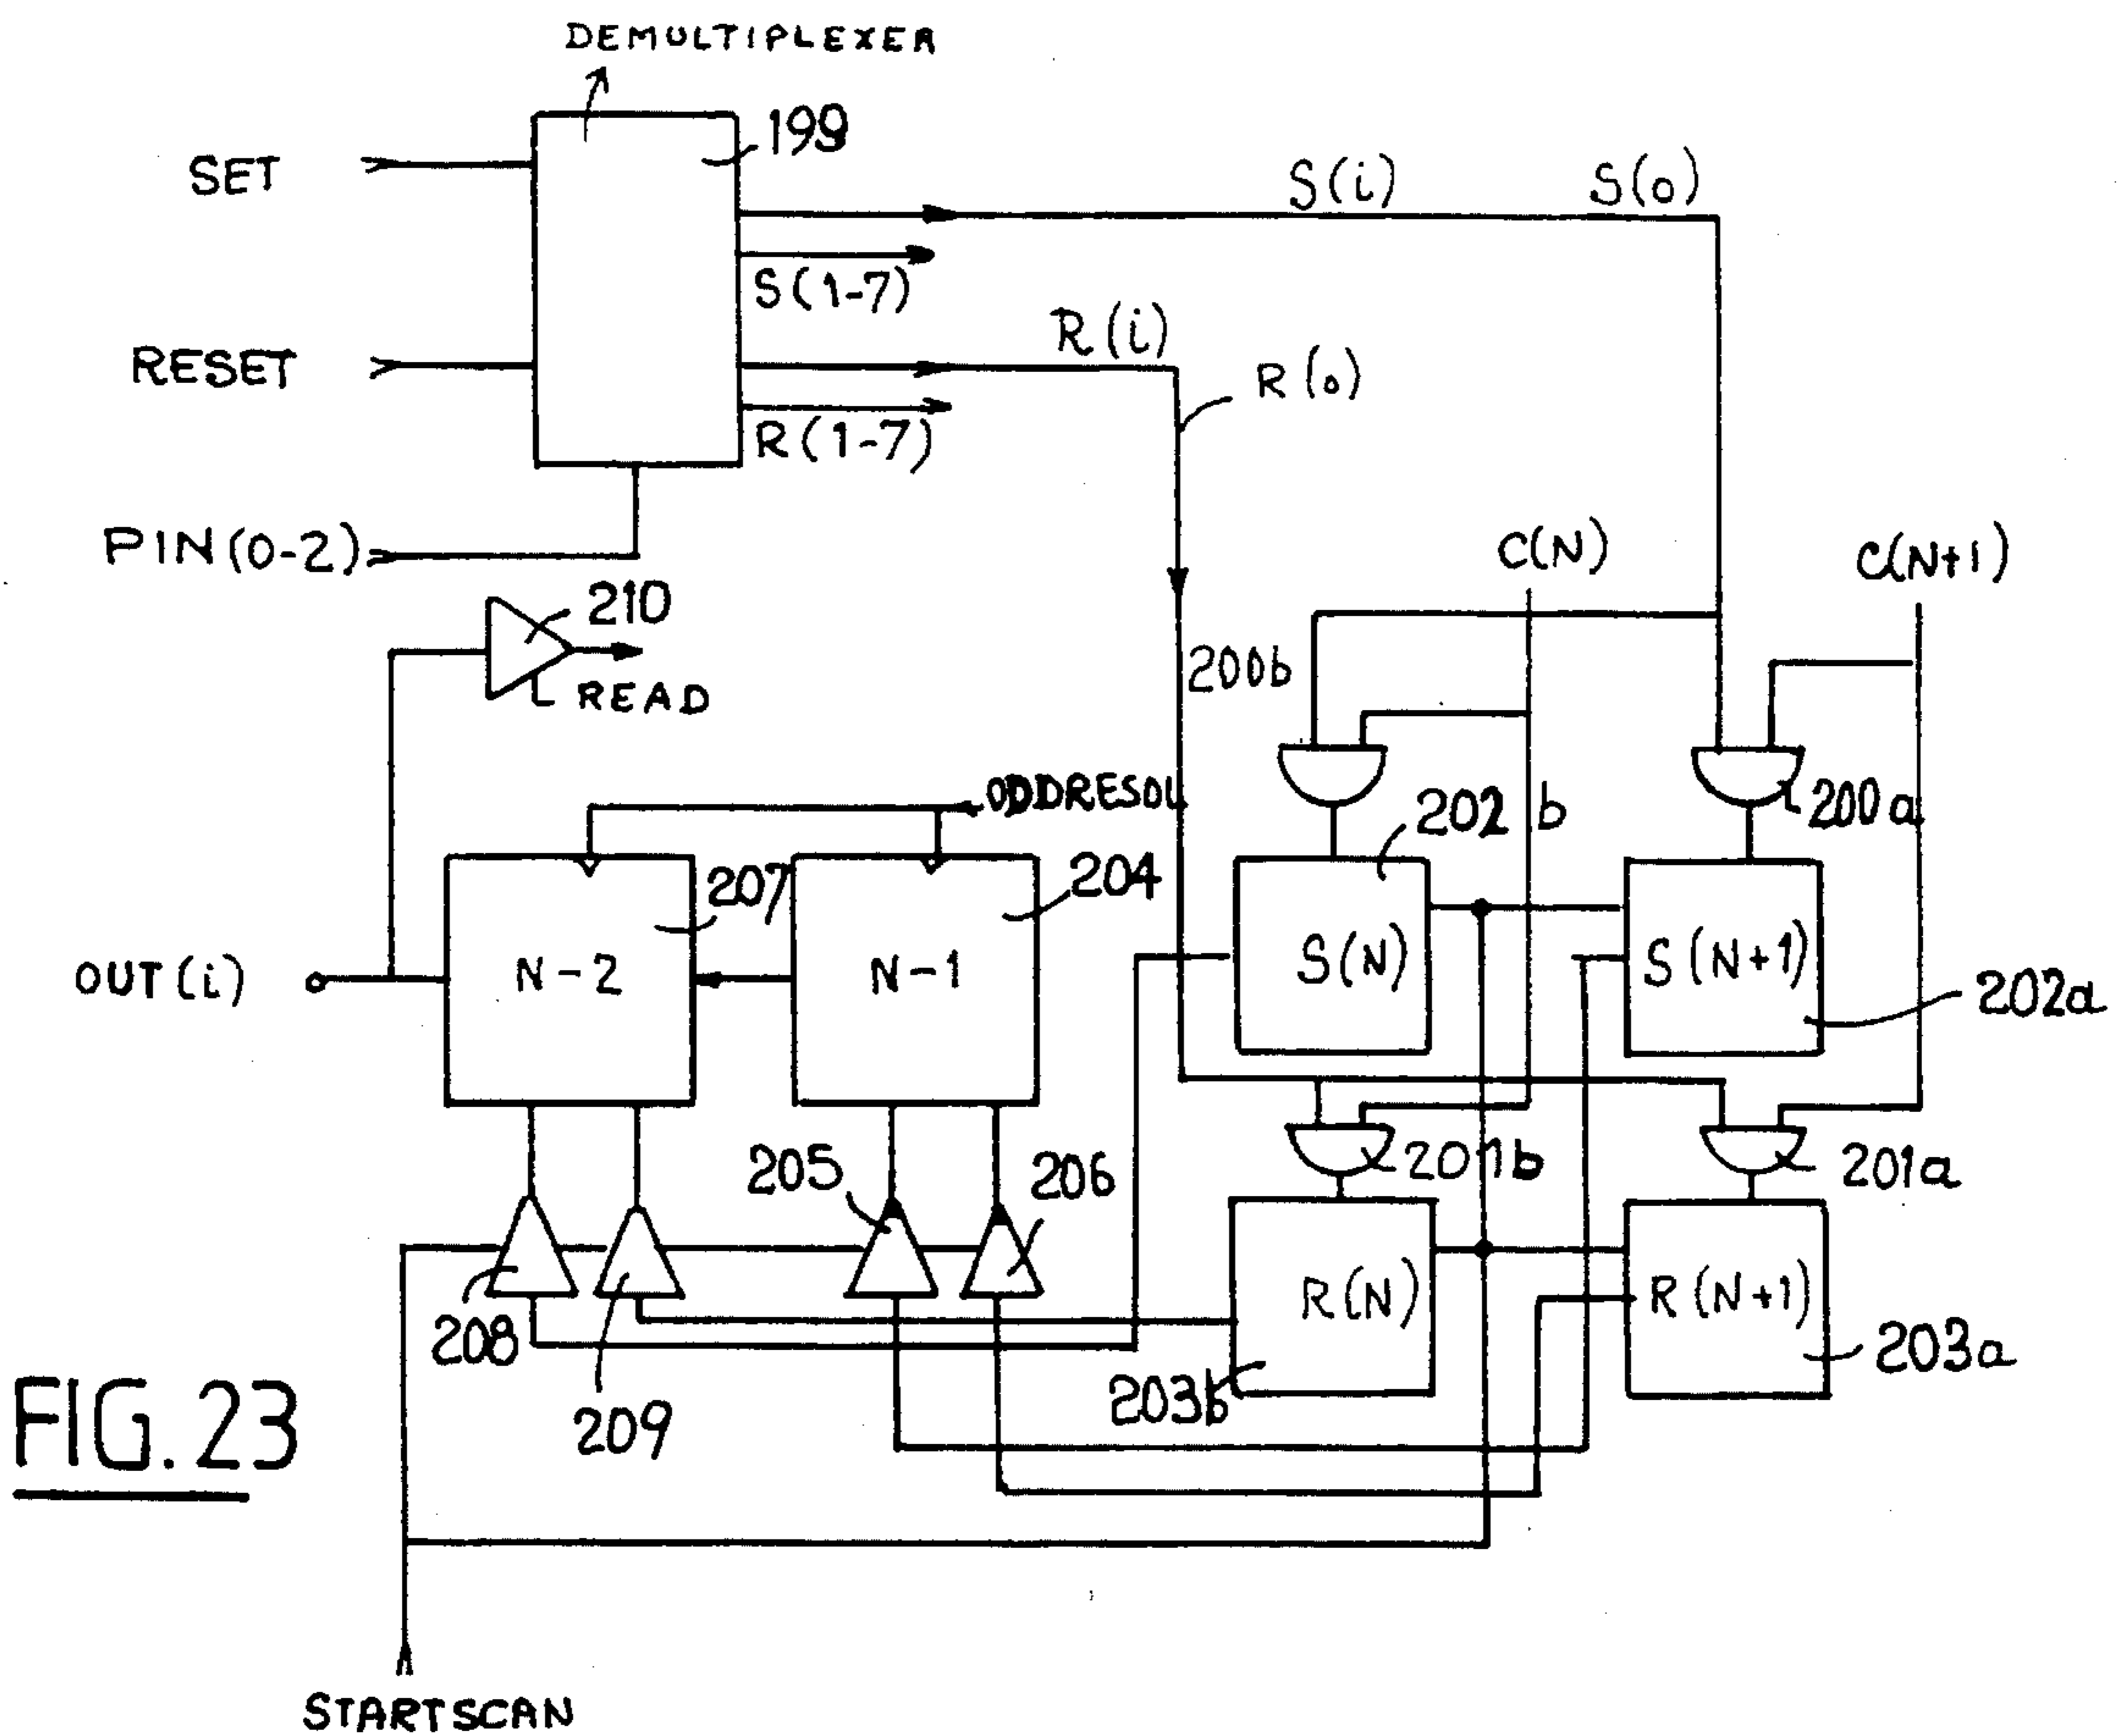 DEMULTIPLEXER
199
SET
S(i)
S(o)
S(1-7)
RESET
R(i)
R(o)
R(1-7)
PIN(0-2)
C(N)
C(N+1)
210
READ
200b
ODDRESOL
200a
202b
207
204
OUT(i)
N-2
N-1
S(N)
S(N+1)
202a
205
206
201b
201a
208
209
R(N)
R(N+1)
203b
203a
FIG.23
STARTSCAN